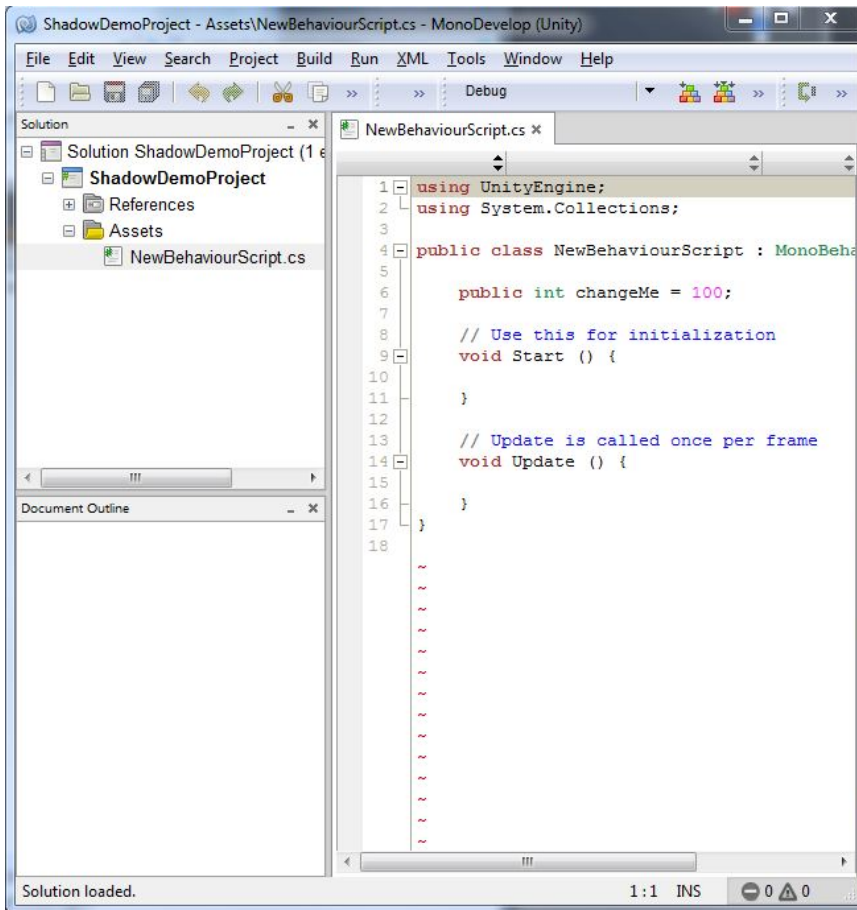 ShadowDemoProject - Assets\NewBehaviourScript.cs - MonoDevelop (Unity)
File Edit View Search Project Build Run XML Tools Window Help
Debug
Solution
Solution ShadowDemoProject (1 e
ShadowDemoProject
References
Assets
NewBehaviourScript.cs
Document Outline
NewBehaviourScript.cs
1 using UnityEngine;
2 using System.Collections;
3
4 public class NewBehaviourScript : MonoBeha
5
6 public int changeMe = 100;
7
8 // Use this for initialization
9 void Start () {
10
11 }
12
13 // Update is called once per frame
14 void Update () {
15
16 }
17 }
18
~
~
~
~
~
~
~
~
~
~
~
~
~
~
Solution loaded. 1:1 INS 0 0